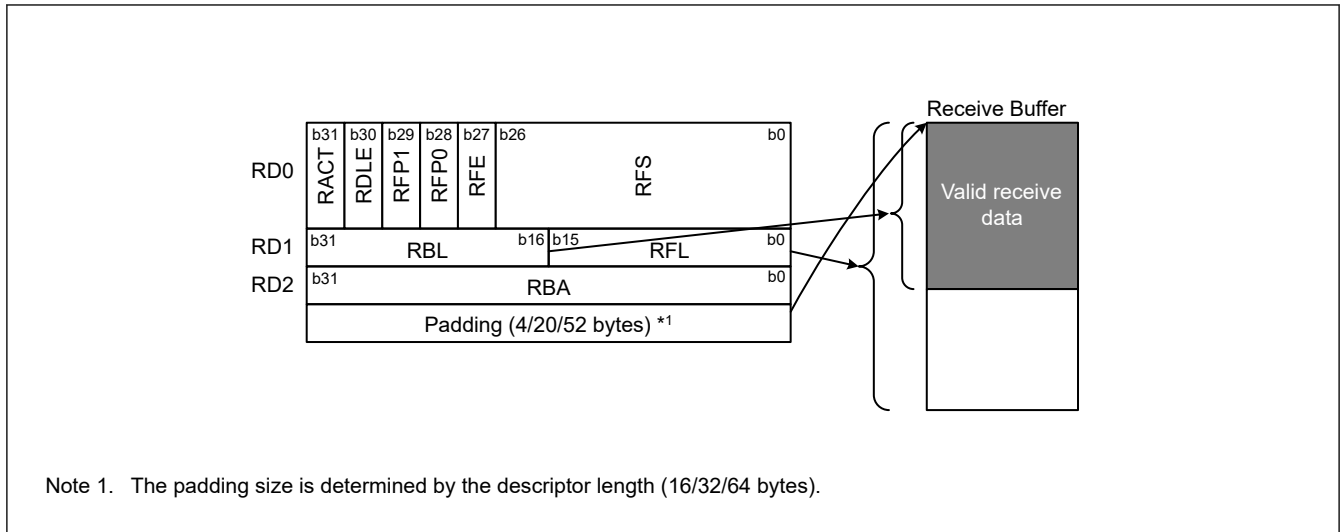 Receive Buffer
RD0 b31 b30 b29 b28 b27 b26 b0
RACT RDLE RFP1 RFP0 RFE RFS
Valid receive
data
RD1 b31 RBL b16 b15 RFL b0
RD2 b31 RBA b0
Padding (4/20/52 bytes) *1
Note 1. The padding size is determined by the descriptor length (16/32/64 bytes).